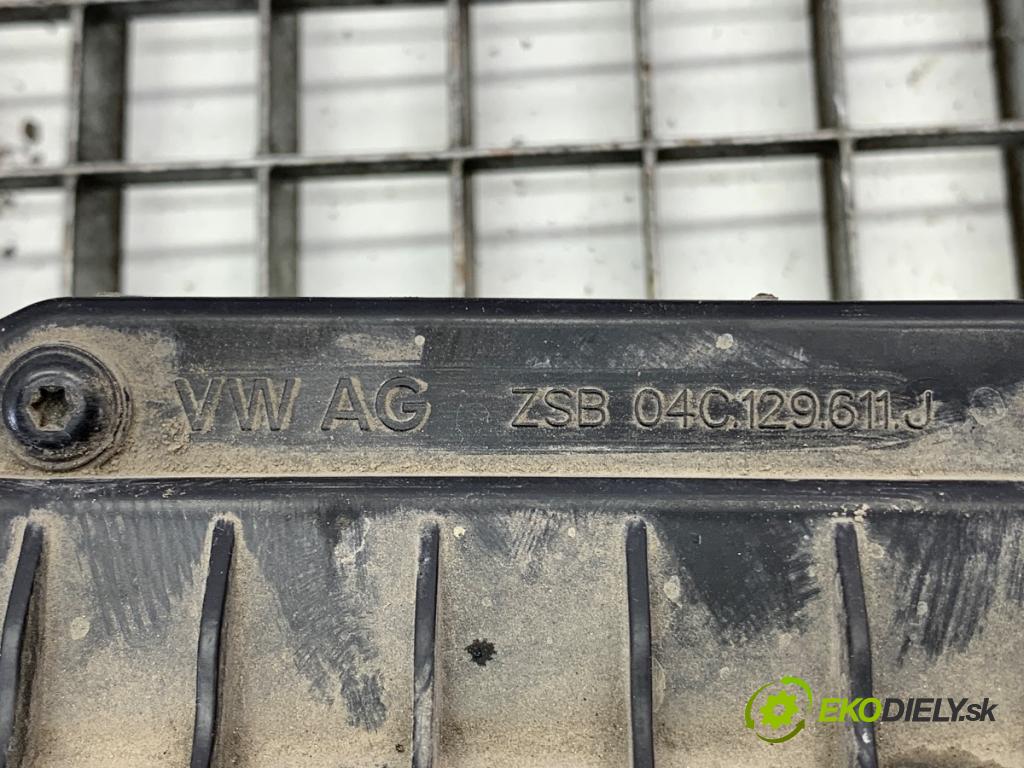 VW AG ZSB 04C.129.611.J
EKODIELY.sk